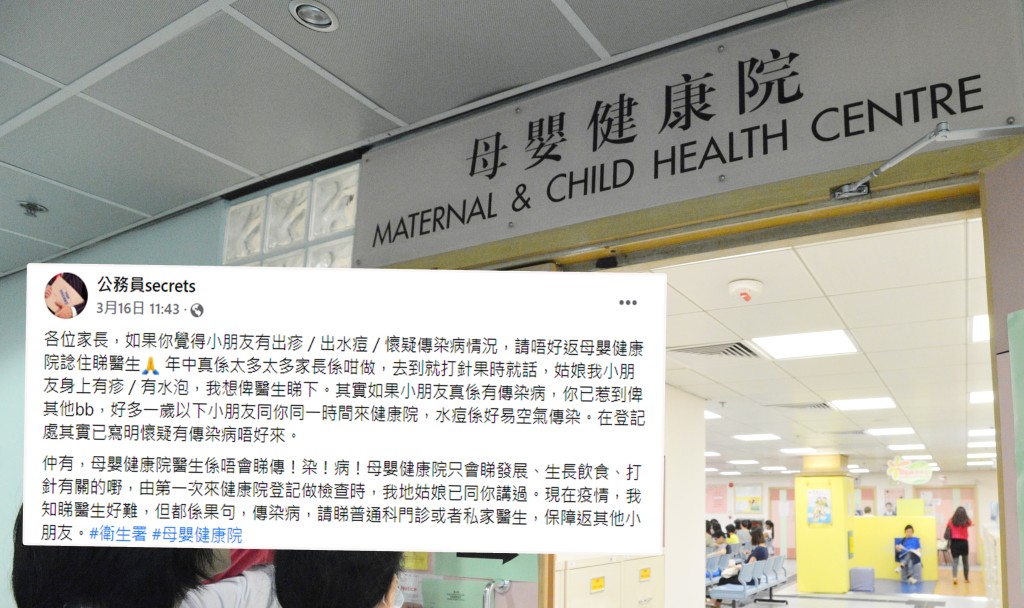 母嬰健康院
MATERNAL & CHILD HEALTH CENTRE
公務員secrets
3月16日 11:43 ·
各位家長，如果你覺得小朋友有出疹／出水痘／懷疑傳染病情況，請唔好返母嬰健康
院諗住睇醫生🙏 年中真係太多太多家長係咁做，去到就打針果時就話，姑娘我小朋
友身上有疹／有水泡，我想俾醫生睇下。其實如果小朋友真係有傳染病，你已惹到俾
其他bb，好多一歲以下小朋友同你同一時間來健康院，水痘係好易空氣傳染。在登記
處其實已寫明懷疑有傳染病唔好來。
仲有，母嬰健康院醫生係唔會睇傳！染！病！母嬰健康院只會睇發展、生長飲食、打
針有關的嘢，由第一次來健康院登記做檢查時，我地姑娘已同你講過。現在疫情，我
知睇醫生好難，但都係果句，傳染病，請睇普通科門診或者私家醫生，保障返其他小
朋友。#衛生署 #母嬰健康院